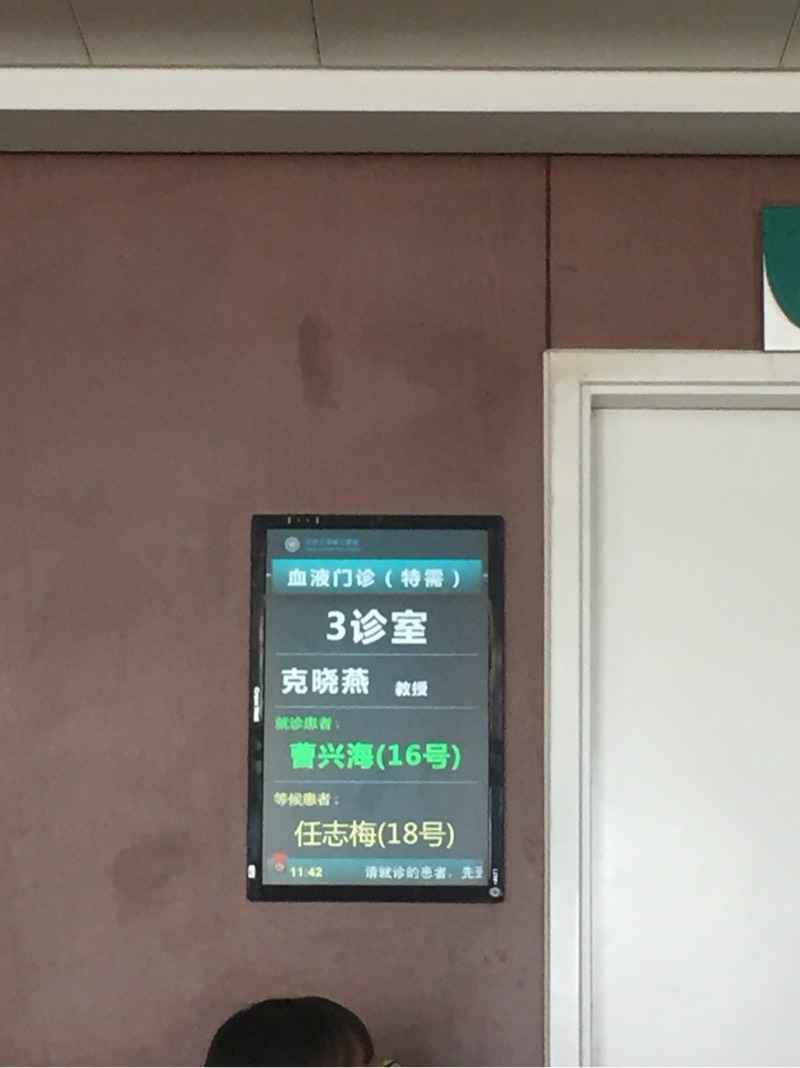 血液门诊（特需）
3诊室
克晓燕 教授
就诊患者：
曹兴海(16号)
等候患者：
任志梅(18号)
11:42 请就诊的患者，先到